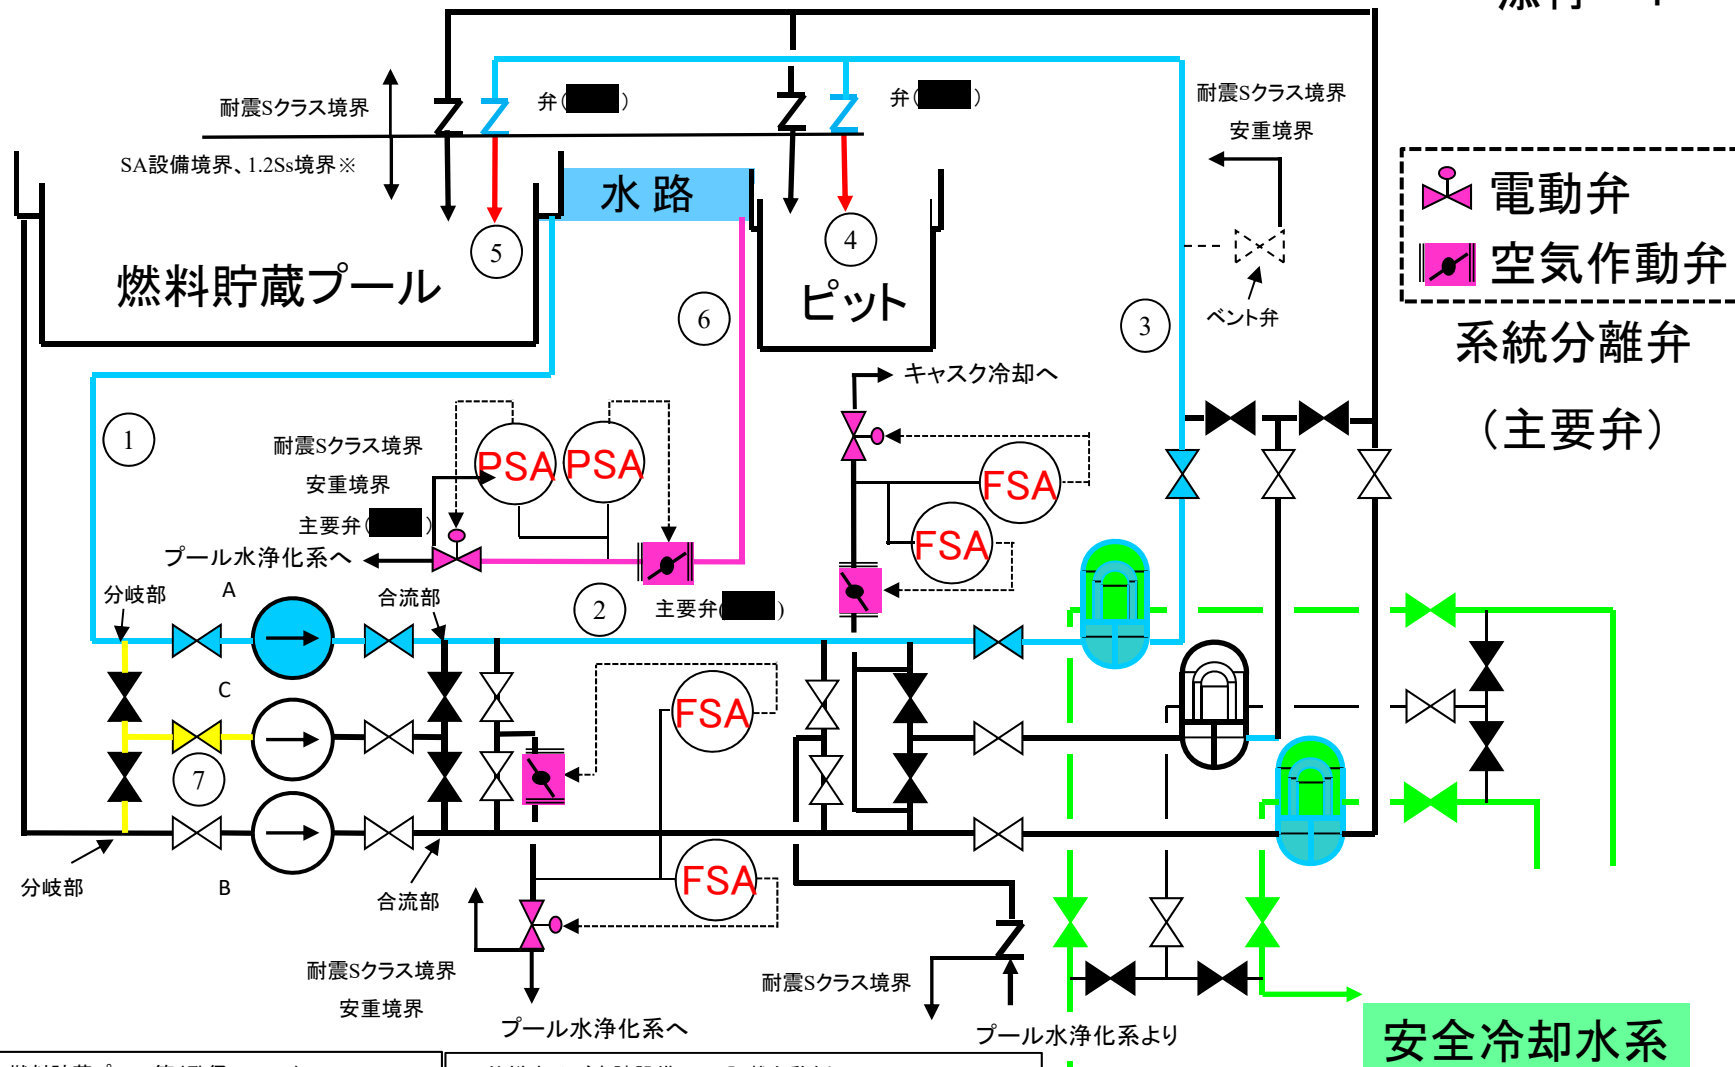 耐震Sクラス境界
SA設備境界、1.2Ss境界※
弁( )
弁( )
耐震Sクラス境界
安重境界
電動弁
空気作動弁
系統分離弁
（主要弁）
水 路
燃料貯蔵プール
ピット
⑤
④
⑥
③
ベント弁
キャスク冷却へ
①
耐震Sクラス境界
安重境界
主要弁( )
PSA
PSA
FSA
FSA
プール水浄化系へ
②
主要弁( )
分岐部
A
合流部
C
FSA
⑦
B
分岐部
合流部
FSA
耐震Sクラス境界
安重境界
プール水浄化系へ
耐震Sクラス境界
プール水浄化系より
安全冷却水系